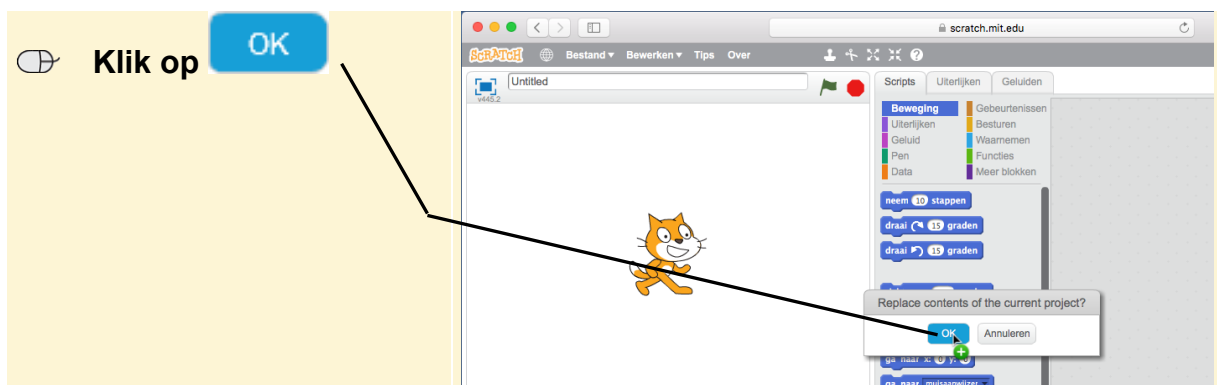 Klik op OK
scratch.mit.edu
SCRATCH Bestand Bewerken Tips Over
Untitled
v445.2
Scripts Uiterlijken Geluiden
Beweging Gebeurtenissen
Uiterlijken Besturen
Geluid Waarnemen
Pen Functies
Data Meer blokken
neem 10 stappen
draai 15 graden
draai 15 graden
Replace contents of the current project?
OK Annuleren
ga naar x: 0 y:
ga naar muisaanwijzer